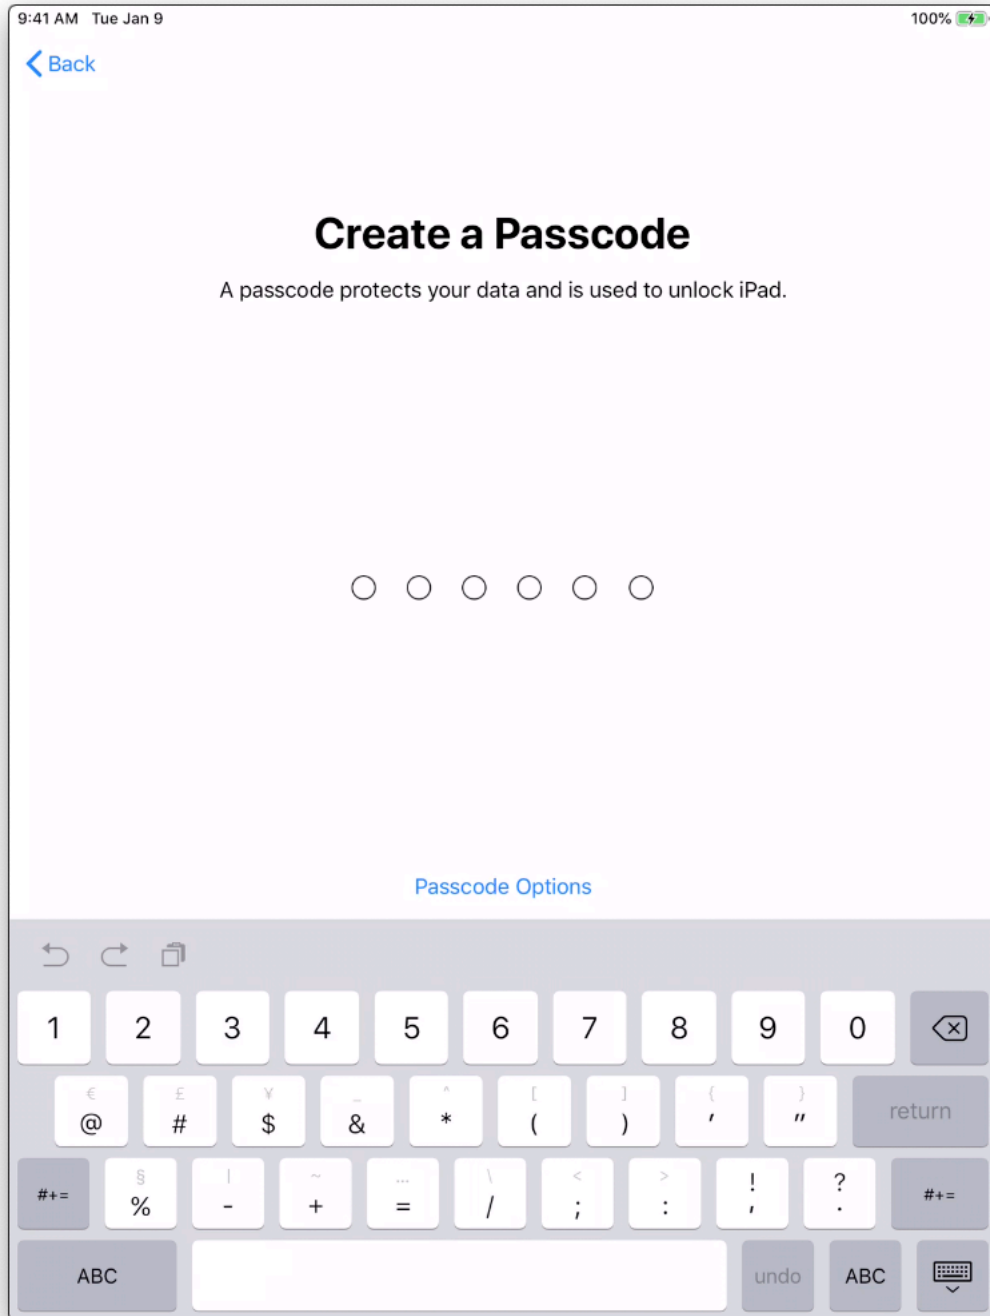 9:41 AM Tue Jan 9 100%
Back
Create a Passcode
A passcode protects your data and is used to unlock iPad.
Passcode Options
1 2 3 4 5 6 7 8 9 0
€ £ ¥ _ ^ [ ] { }
@ # $ & * ( ) ' " return
§ | ~ … \ < > ! ?
#+= % - + = / ; : , . #+=
ABC undo ABC